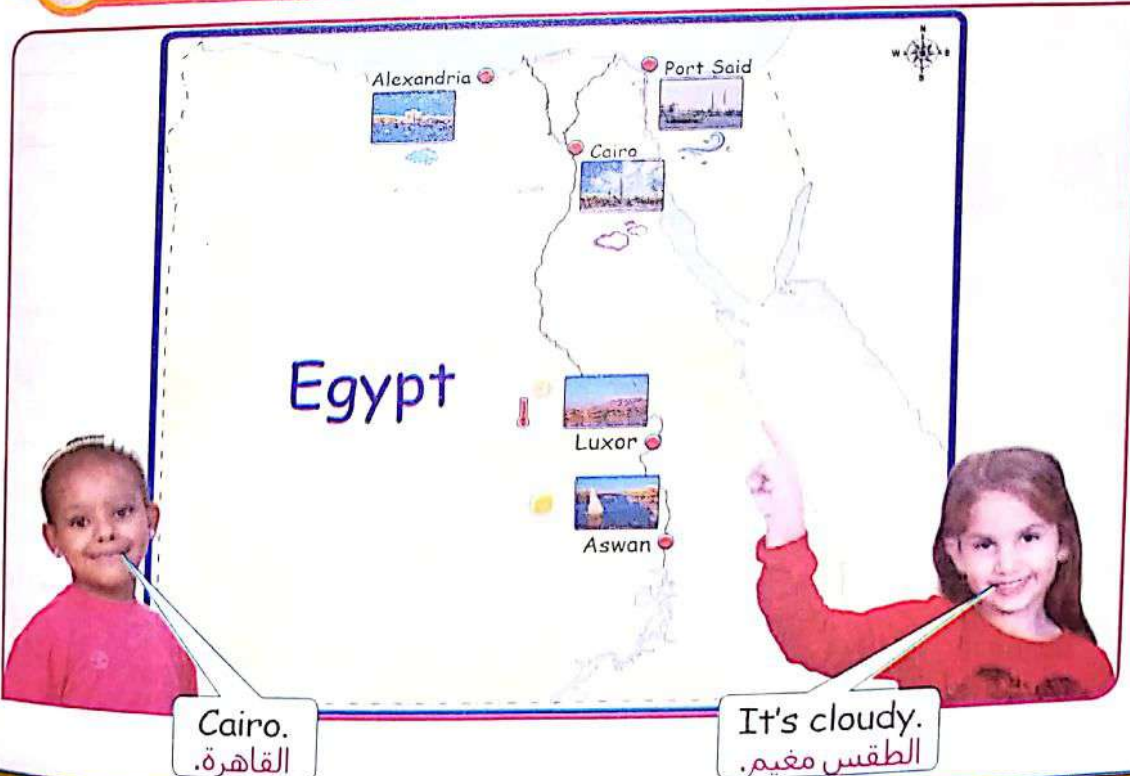 N
W
E
S
Alexandria
Port Said
Cairo
Egypt
Luxor
Aswan
Cairo.
القاهرة.
It's cloudy.
الطقس مغيم.